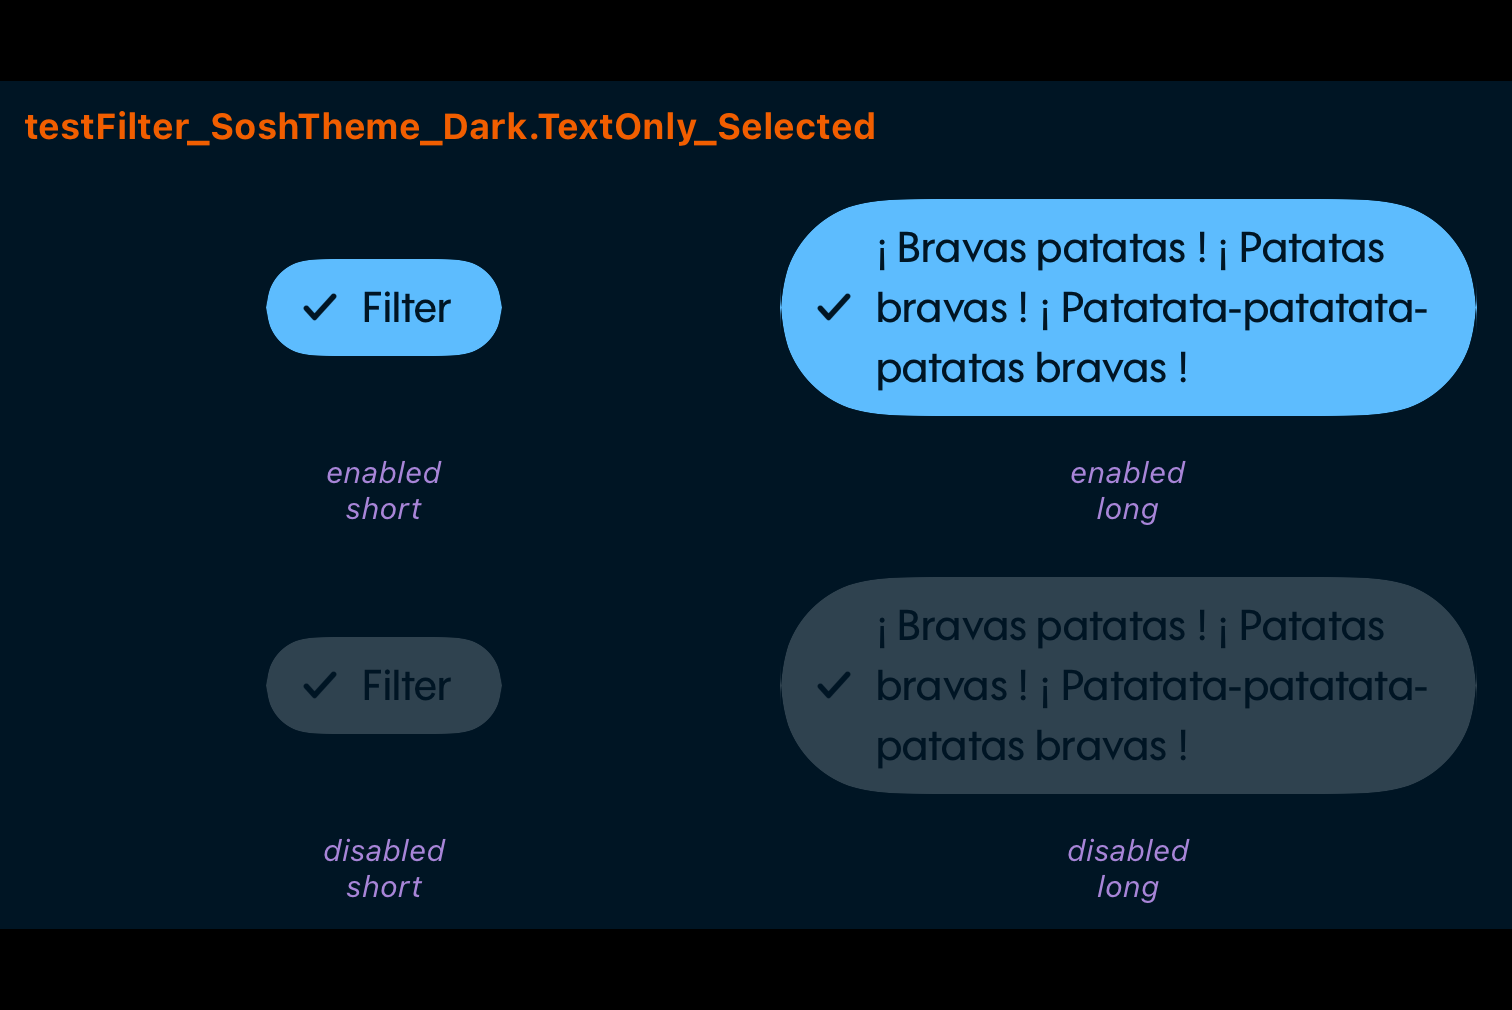 testFilter_SoshTheme_Dark.TextOnly_Selected
Filter
¡ Bravas patatas ! ¡ Patatas
bravas ! ¡ Patatata-patatata-
patatas bravas !
enabled
short
enabled
long
Filter
¡ Bravas patatas ! ¡ Patatas
bravas ! ¡ Patatata-patatata-
patatas bravas !
disabled
short
disabled
long